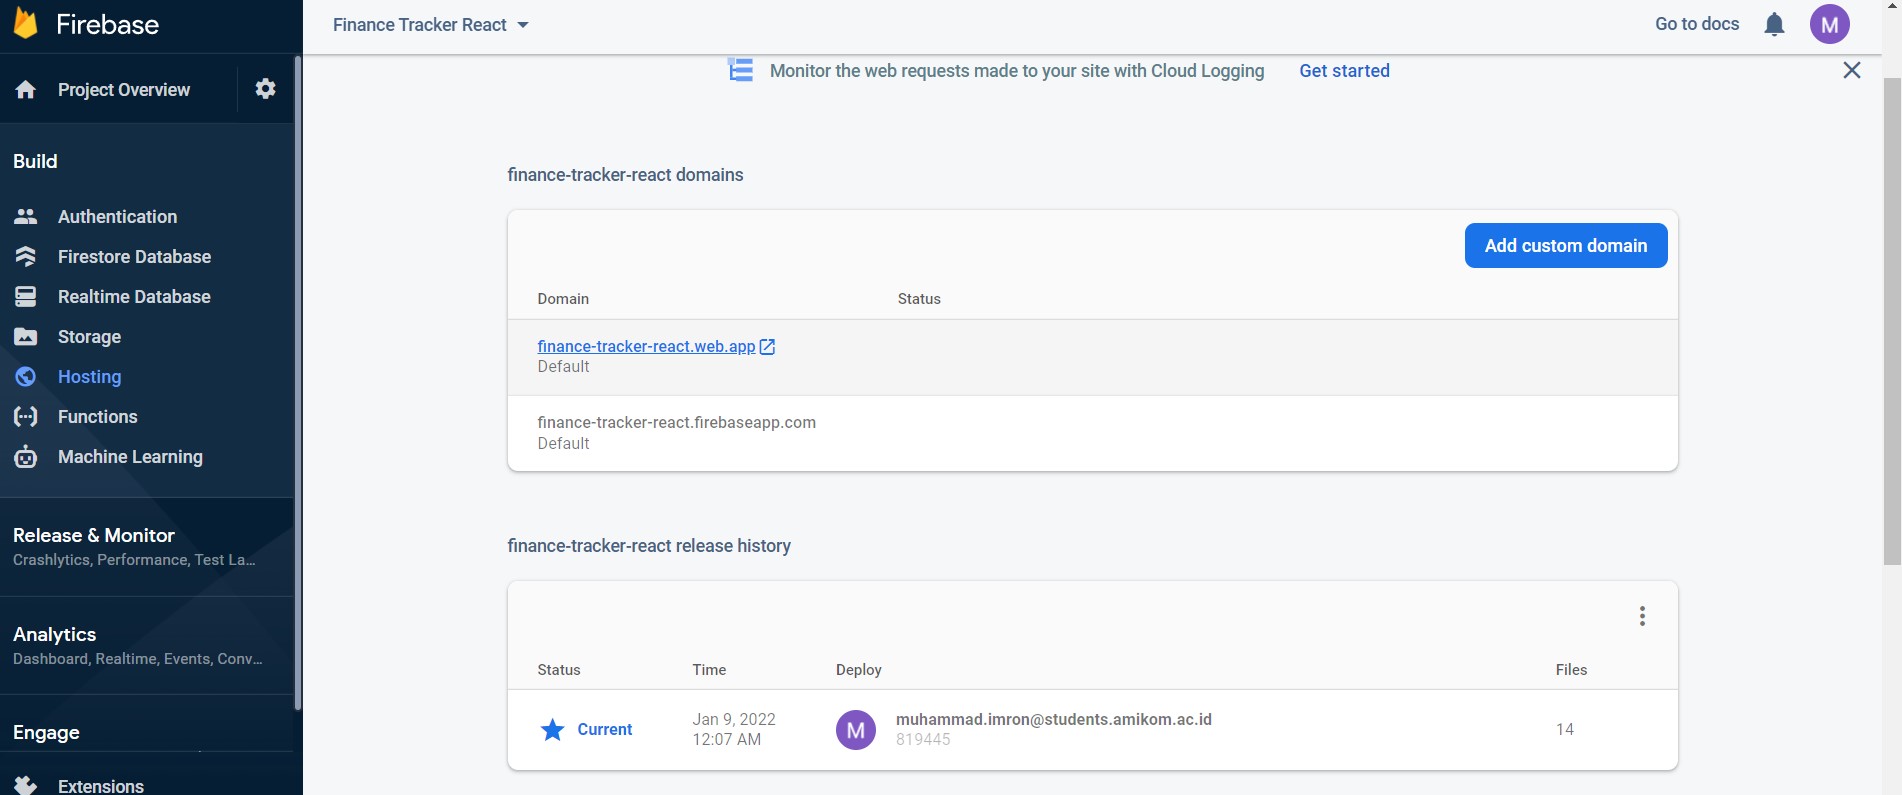 Firebase
Project Overview
Build
Authentication
Firestore Database
Realtime Database
Storage
Hosting
Functions
Machine Learning
Release & Monitor
Crashlytics, Performance, Test La...
Analytics
Dashboard, Realtime, Events, Conv...
Engage
Extensions
Finance Tracker React
Go to docs
M
Monitor the web requests made to your site with Cloud Logging
Get started
finance-tracker-react domains
Add custom domain
Domain Status
finance-tracker-react.web.app
Default
finance-tracker-react.firebaseapp.com
Default
finance-tracker-react release history
Status Time Deploy Files
Current
Jan 9, 2022
12:07 AM
M
muhammad.imron@students.amikom.ac.id
819445
14